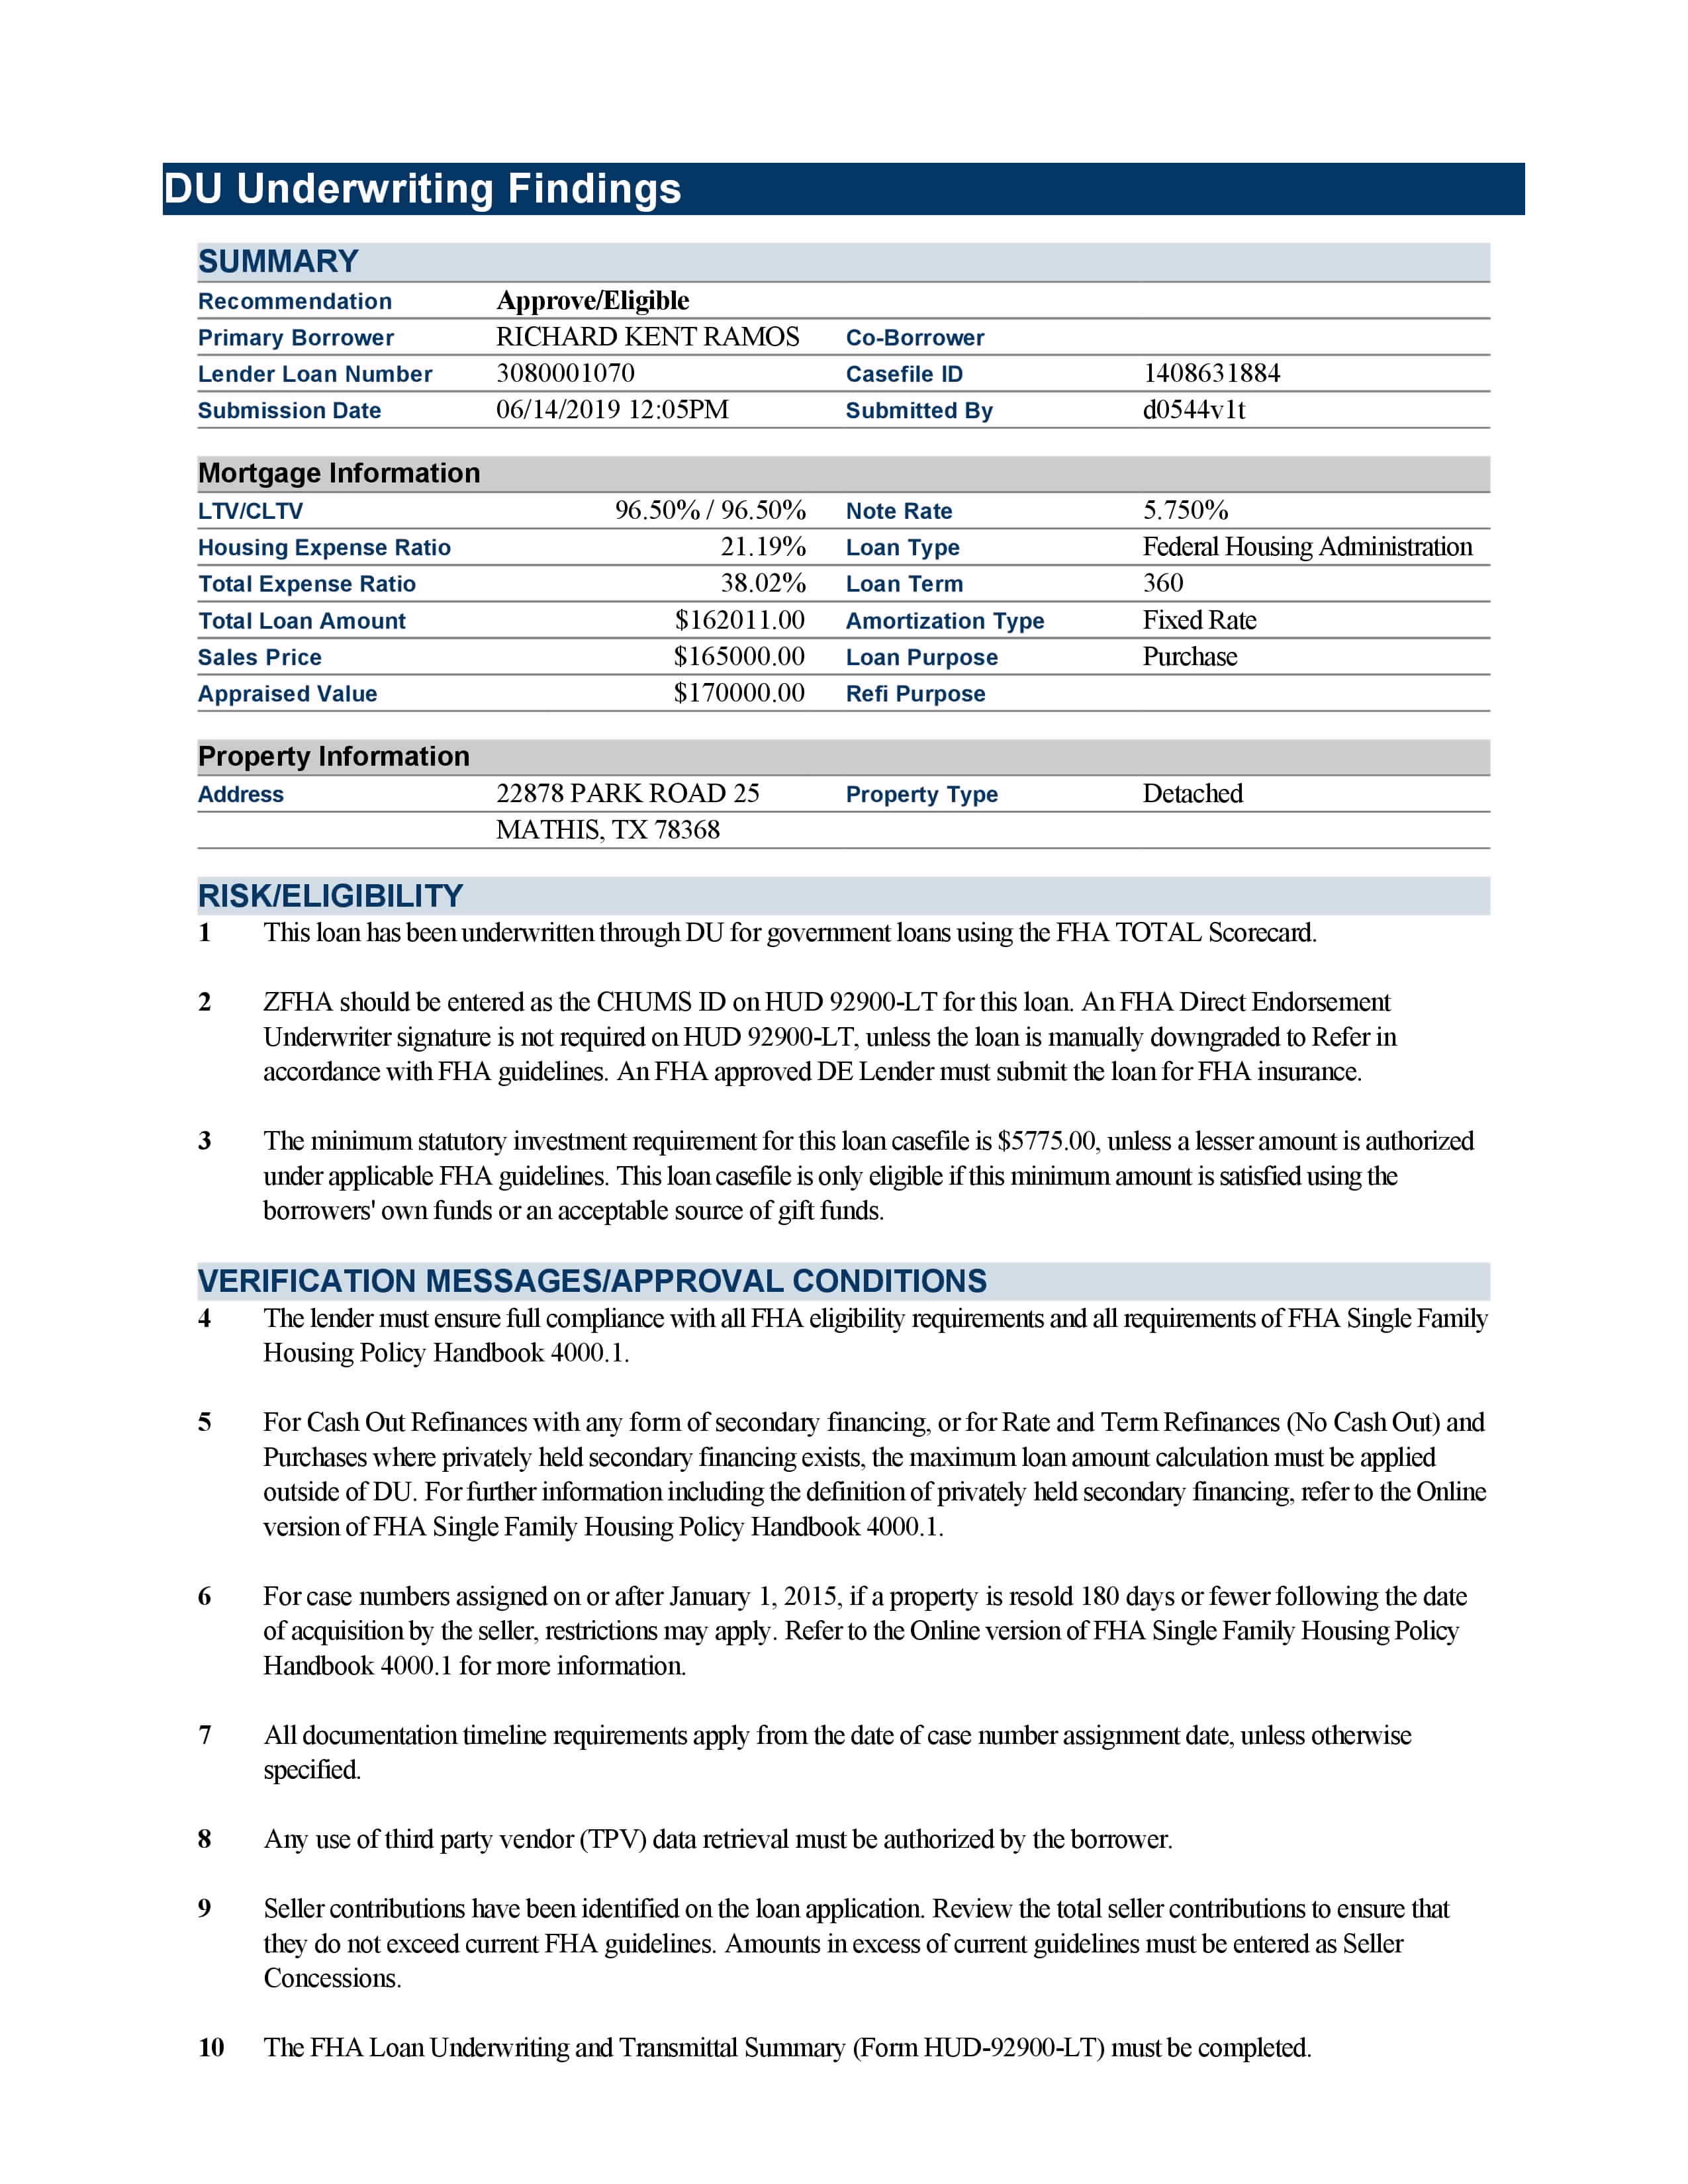 DU Underwriting Findings
SUMMARY
Recommendation Approve/Eligible
Primary Borrower RICHARD KENT RAMOS Co-Borrower
Lender Loan Number 3080001070 Casefile ID 1408631884
Submission Date 06/14/2019 12:05PM Submitted By d0544v1t
Mortgage Information
LTV/CLTV 96.50% / 96.50% Note Rate 5.750%
Housing Expense Ratio 21.19% Loan Type Federal Housing Administration
Total Expense Ratio 38.02% Loan Term 360
Total Loan Amount $162011.00 Amortization Type Fixed Rate
Sales Price $165000.00 Loan Purpose Purchase
Appraised Value $170000.00 Refi Purpose
Property Information
Address 22878 PARK ROAD 25 Property Type Detached
MATHIS, TX 78368
RISK/ELIGIBILITY
1 This loan has been underwritten through DU for government loans using the FHA TOTAL Scorecard.
2 ZFHA should be entered as the CHUMS ID on HUD 92900-LT for this loan. An FHA Direct Endorsement
Underwriter signature is not required on HUD 92900-LT, unless the loan is manually downgraded to Refer in
accordance with FHA guidelines. An FHA approved DE Lender must submit the loan for FHA insurance.
3 The minimum statutory investment requirement for this loan casefile is $5775.00, unless a lesser amount is authorized
under applicable FHA guidelines. This loan casefile is only eligible if this minimum amount is satisfied using the
borrowers' own funds or an acceptable source of gift funds.
VERIFICATION MESSAGES/APPROVAL CONDITIONS
4 The lender must ensure full compliance with all FHA eligibility requirements and all requirements of FHA Single Family
Housing Policy Handbook 4000.1.
5 For Cash Out Refinances with any form of secondary financing, or for Rate and Term Refinances (No Cash Out) and
Purchases where privately held secondary financing exists, the maximum loan amount calculation must be applied
outside of DU. For further information including the definition of privately held secondary financing, refer to the Online
version of FHA Single Family Housing Policy Handbook 4000.1.
6 For case numbers assigned on or after January 1, 2015, if a property is resold 180 days or fewer following the date
of acquisition by the seller, restrictions may apply. Refer to the Online version of FHA Single Family Housing Policy
Handbook 4000.1 for more information.
7 All documentation timeline requirements apply from the date of case number assignment date, unless otherwise
specified.
8 Any use of third party vendor (TPV) data retrieval must be authorized by the borrower.
9 Seller contributions have been identified on the loan application. Review the total seller contributions to ensure that
they do not exceed current FHA guidelines. Amounts in excess of current guidelines must be entered as Seller
Concessions.
10 The FHA Loan Underwriting and Transmittal Summary (Form HUD-92900-LT) must be completed.